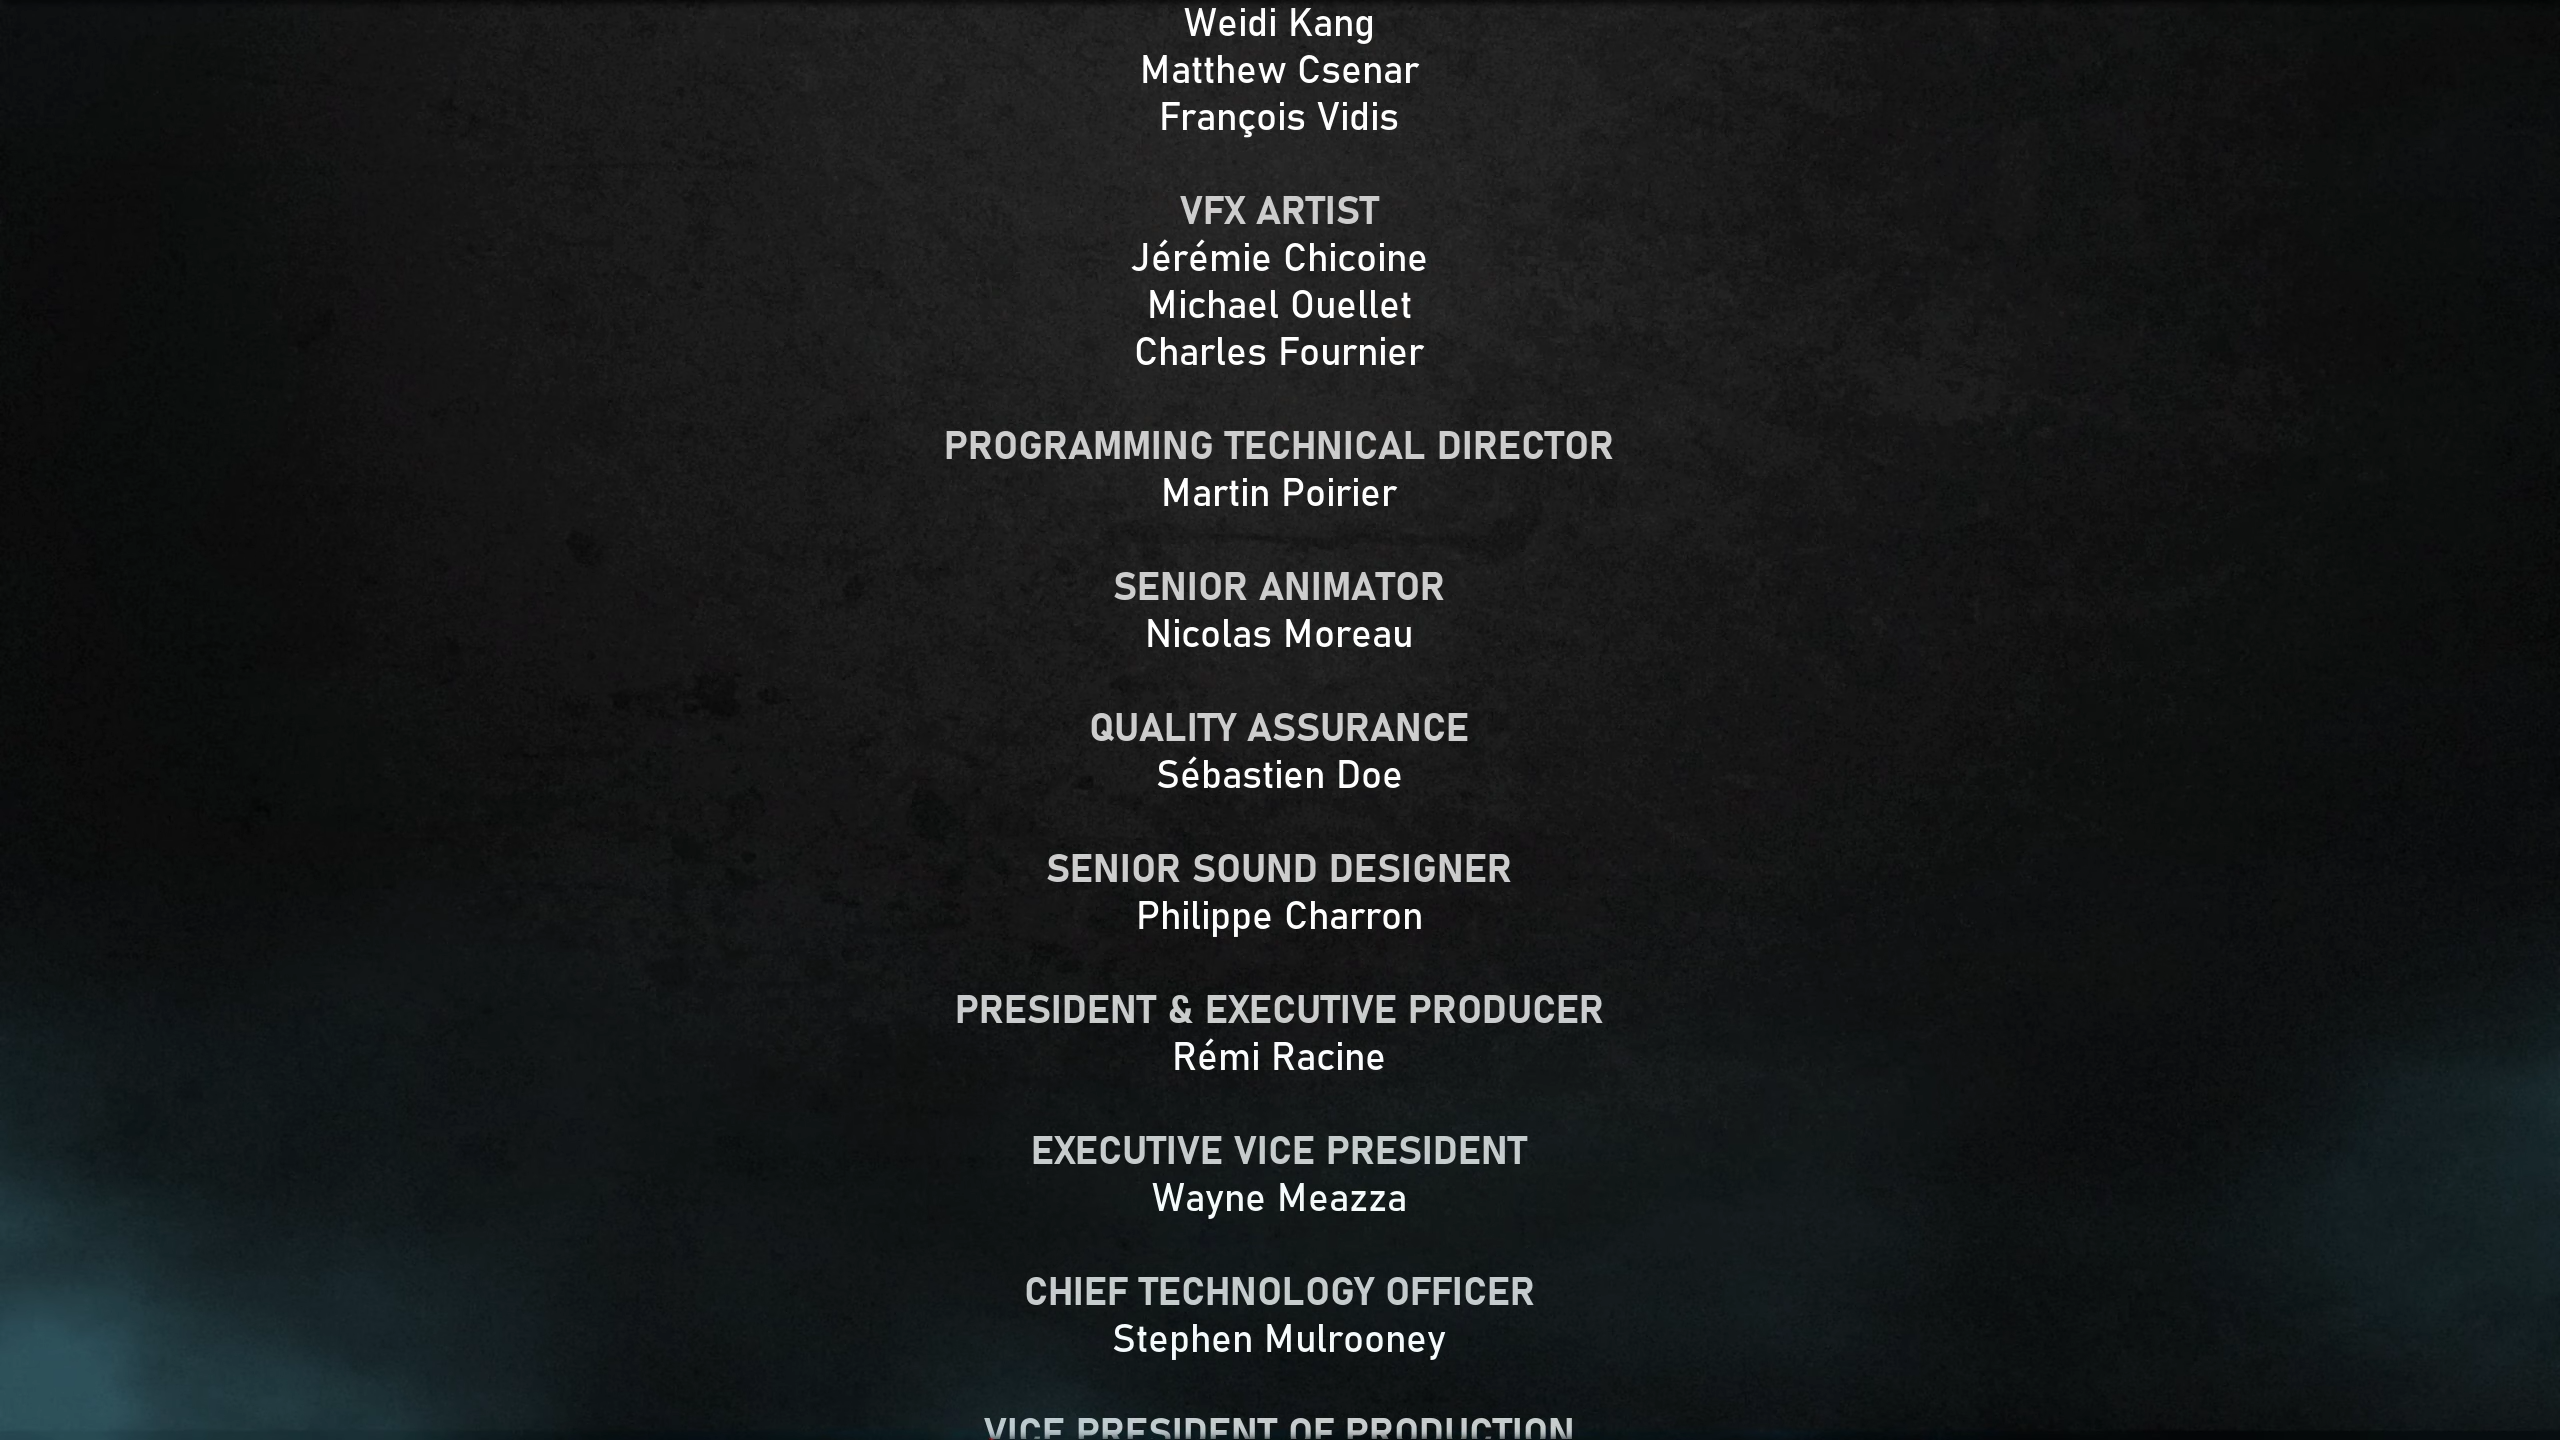 Weidi Kang
Matthew Csenar
François Vidis
VFX ARTIST
Jérémie Chicoine
Michael Ouellet
Charles Fournier
PROGRAMMING TECHNICAL DIRECTOR
Martin Poirier
SENIOR ANIMATOR
Nicolas Moreau
QUALITY ASSURANCE
Sébastien Doe
SENIOR SOUND DESIGNER
Philippe Charron
PRESIDENT & EXECUTIVE PRODUCER
Rémi Racine
EXECUTIVE VICE PRESIDENT
Wayne Meazza
CHIEF TECHNOLOGY OFFICER
Stephen Mulrooney
VICE PRESIDENT OF PRODUCTION